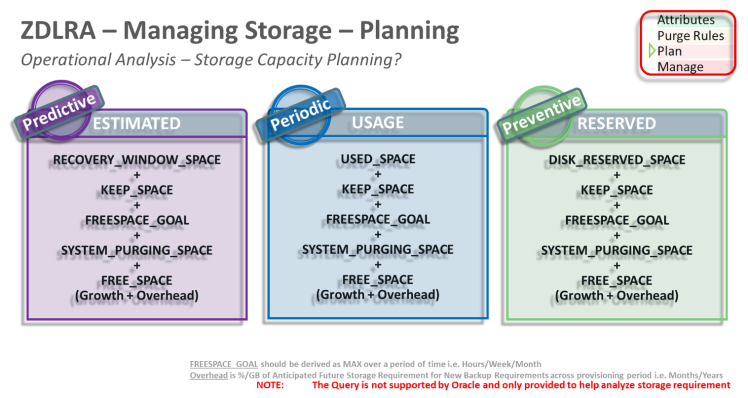 ZDLRA – Managing Storage – Planning
Operational Analysis – Storage Capacity Planning?
Attributes
Purge Rules
Plan
Manage
Predictive
ESTIMATED
RECOVERY_WINDOW_SPACE
+
KEEP_SPACE
+
FREESPACE_GOAL
+
SYSTEM_PURGING_SPACE
+
FREE_SPACE
(Growth + Overhead)
Periodic
USAGE
USED_SPACE
+
KEEP_SPACE
+
FREESPACE_GOAL
+
SYSTEM_PURGING_SPACE
+
FREE_SPACE
(Growth + Overhead)
Preventive
RESERVED
DISK_RESERVED_SPACE
+
KEEP_SPACE
+
FREESPACE_GOAL
+
SYSTEM_PURGING_SPACE
+
FREE_SPACE
(Growth + Overhead)
FREESPACE_GOAL should be derived as MAX over a period of time i.e. Hours/Week/Month
Overhead is %/GB of Anticipated Future Storage Requirement for New Backup Requirements across provisioning period i.e. Months/Years
NOTE: The Query is not supported by Oracle and only provided to help analyze storage requirement